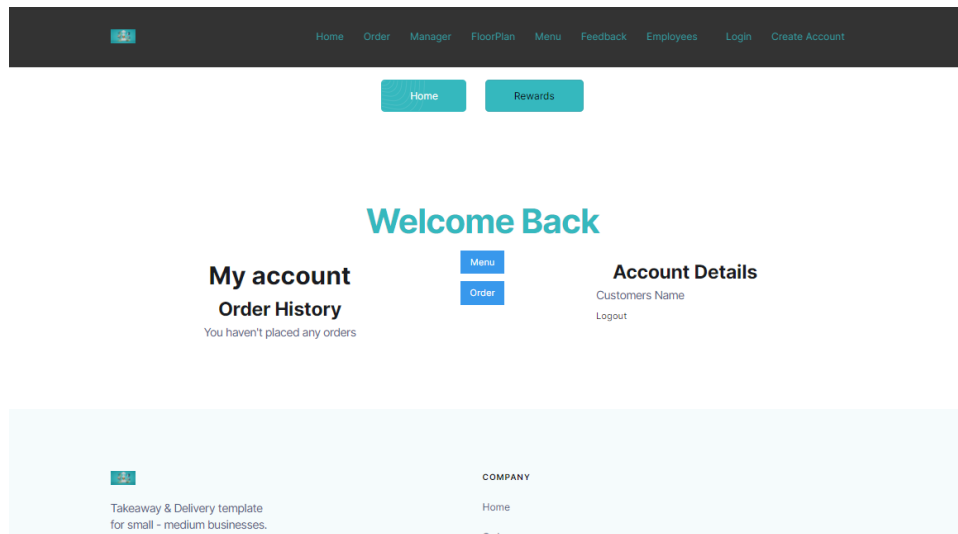 Home Order Manager FloorPlan Menu Feedback Employees Login Create Account
Home Rewards
Welcome Back
My account
Order History
You haven't placed any orders
Menu
Order
Account Details
Customers Name
Logout
Takeaway & Delivery template
for small - medium businesses.
COMPANY
Home